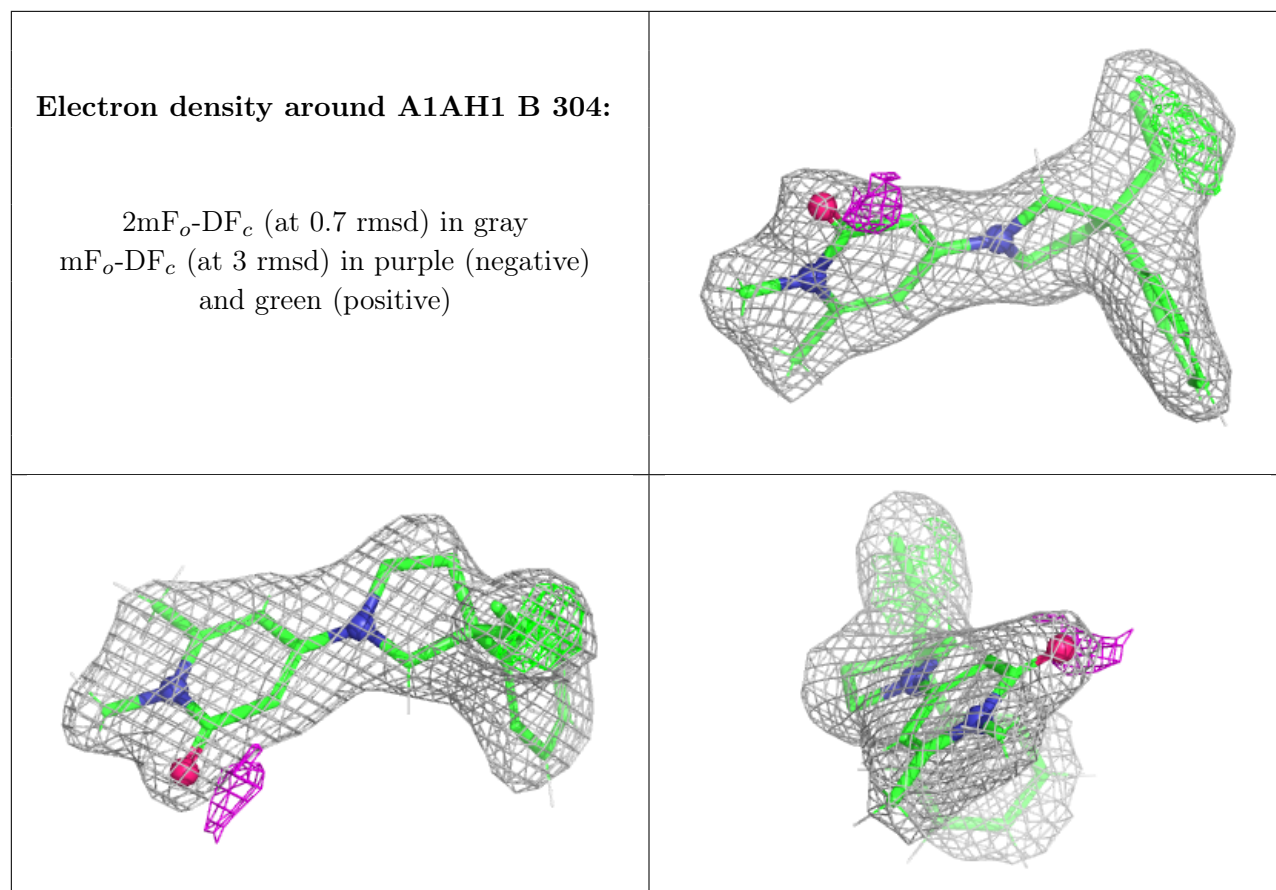 Electron density around A1AH1 B 304:
2mFo-DFc (at 0.7 rmsd) in gray
mFo-DFc (at 3 rmsd) in purple (negative)
and green (positive)